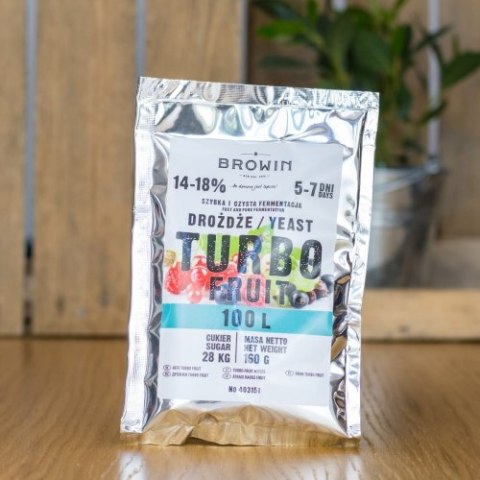 BROWIN
14-18%
5-7 DNI DAYS
SZYBKA I CZYSTA FERMENTACJA
FAST AND PURE FERMENTATION
DROŻDŻE / YEAST
TURBO
FRUIT
100 L
CUKIER
SUGAR
28 KG
MASA NETTO
NET WEIGHT
160 G
No 403151